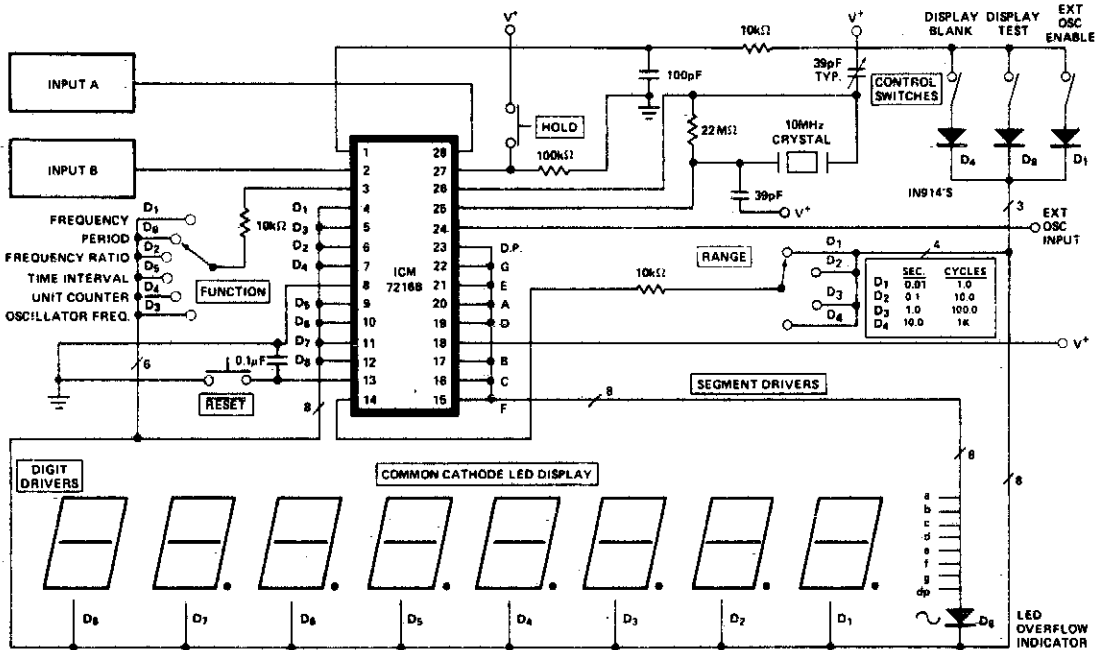 V+
10kΩ
V+
DISPLAY BLANK
DISPLAY TEST
EXT OSC ENABLE
INPUT A
100pF
39pF TYP.
CONTROL SWITCHES
HOLD
22MΩ
10MHz CRYSTAL
INPUT B
100kΩ
D4
D8
D1
IN914'S
39pF
V+
3
EXT OSC INPUT
1
2
3
4
5
6
7
8
9
10
11
12
13
14
28
27
26
25
24
23
22
21
20
19
18
17
16
15
ICM
7216B
D1
D3
D2
D4
D5
D6
D7
D8
D.P.
G
E
A
D
B
C
F
FREQUENCY
PERIOD
FREQUENCY RATIO
TIME INTERVAL
UNIT COUNTER
OSCILLATOR FREQ.
D1
D8
D2
D5
D4
D3
10kΩ
FUNCTION
6
0.1µF
RESET
8
10kΩ
RANGE
D1
D2
D3
D4
4
SEC. CYCLES
D1 0.01 1.0
D2 0.1 10.0
D3 1.0 100.0
D4 10.0 1K
V+
SEGMENT DRIVERS
8
8
8
DIGIT DRIVERS
COMMON CATHODE LED DISPLAY
a
b
c
d
e
f
g
dp
D8
D7
D6
D5
D4
D3
D2
D1
D8
LED OVERFLOW INDICATOR